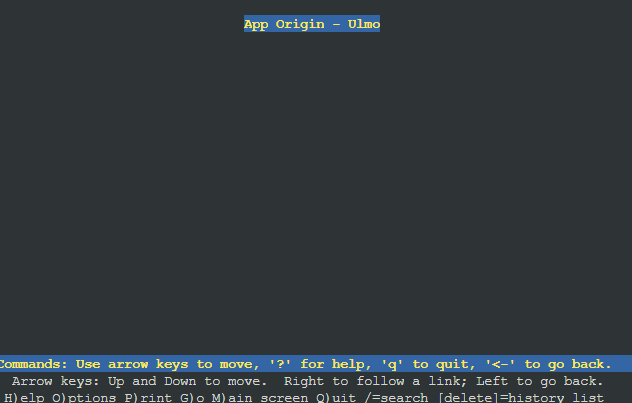 App Origin - Ulmo
Commands: Use arrow keys to move, '?' for help, 'q' to quit, '<-' to go back.
Arrow keys: Up and Down to move. Right to follow a link; Left to go back.
H)elp O)ptions P)rint G)o M)ain screen Q)uit /=search [delete]=history list